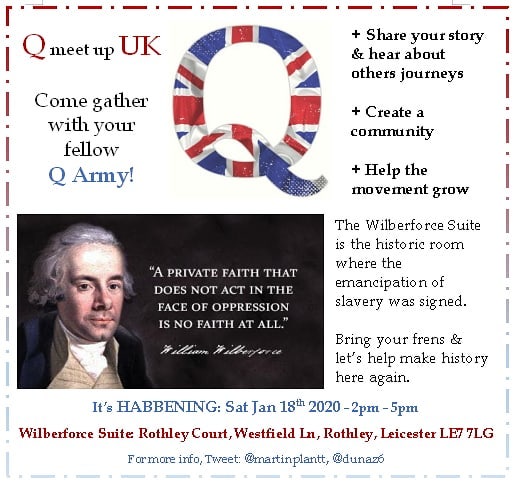 Q meet up UK
Come gather
with your
fellow
Q Army!
Q
+ Share your story
& hear about
others journeys
+ Create a
community
+ Help the
movement grow
“A PRIVATE FAITH THAT
DOES NOT ACT IN THE
FACE OF OPPRESSION
IS NO FAITH AT ALL.”
William Wilberforce
The Wilberforce Suite
is the historic room
where the
emancipation of
slavery was signed.
Bring your frens &
let’s help make history
here again.
It’s HABBENING: Sat Jan 18th 2020 - 2pm - 5pm
Wilberforce Suite: Rothley Court, Westfield Ln, Rothley, Leicester LE7 7LG
For more info, Tweet: @martinplantt, @dunaz6